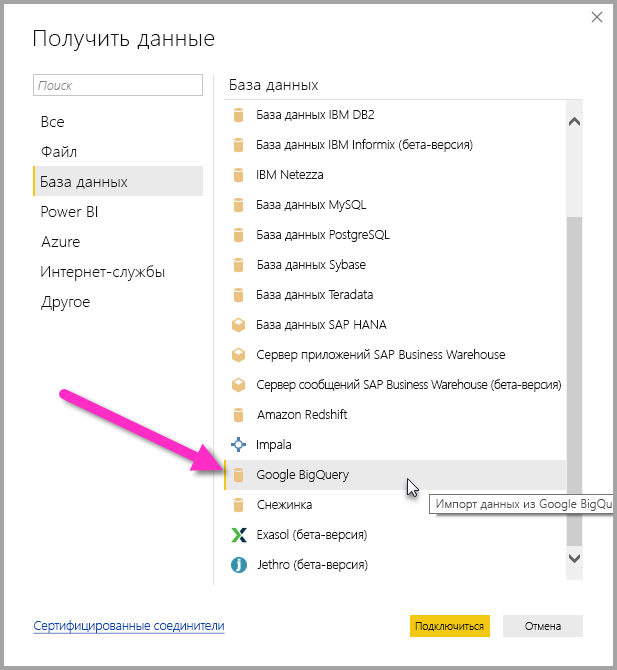 Получить данные
Поиск
Все
Файл
База данных
Power BI
Azure
Интернет-службы
Другое
База данных
База данных IBM DB2
База данных IBM Informix (бета-версия)
IBM Netezza
База данных MySQL
База данных PostgreSQL
База данных Sybase
База данных Teradata
База данных SAP HANA
Сервер приложений SAP Business Warehouse
Сервер сообщений SAP Business Warehouse (бета-версия)
Amazon Redshift
Impala
Google BigQuery
Импорт данных из Google BigQu
Снежинка
Exasol (бета-версия)
Jethro (бета-версия)
Сертифицированные соединители
Подключиться
Отмена